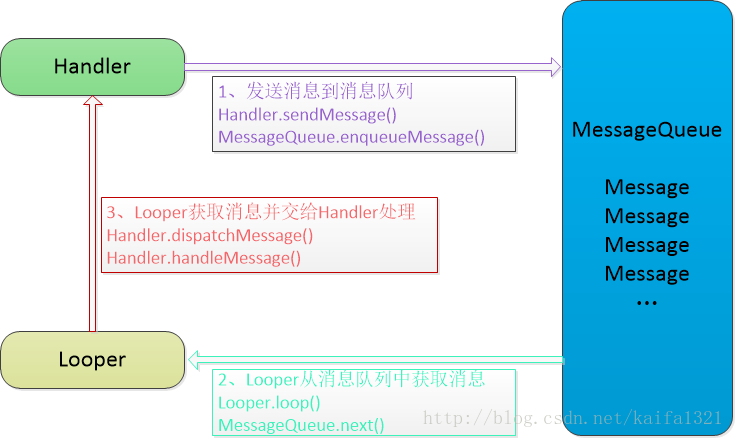 Handler
1、发送消息到消息队列
Handler.sendMessage()
MessageQueue.enqueueMessage()
MessageQueue
Message
Message
Message
Message
...
3、Looper获取消息并交给Handler处理
Handler.dispatchMessage()
Handler.handleMessage()
Looper
2、Looper从消息队列中获取消息
Looper.loop()
MessageQueue.next()
http://blog.csdn.net/kaifa1321